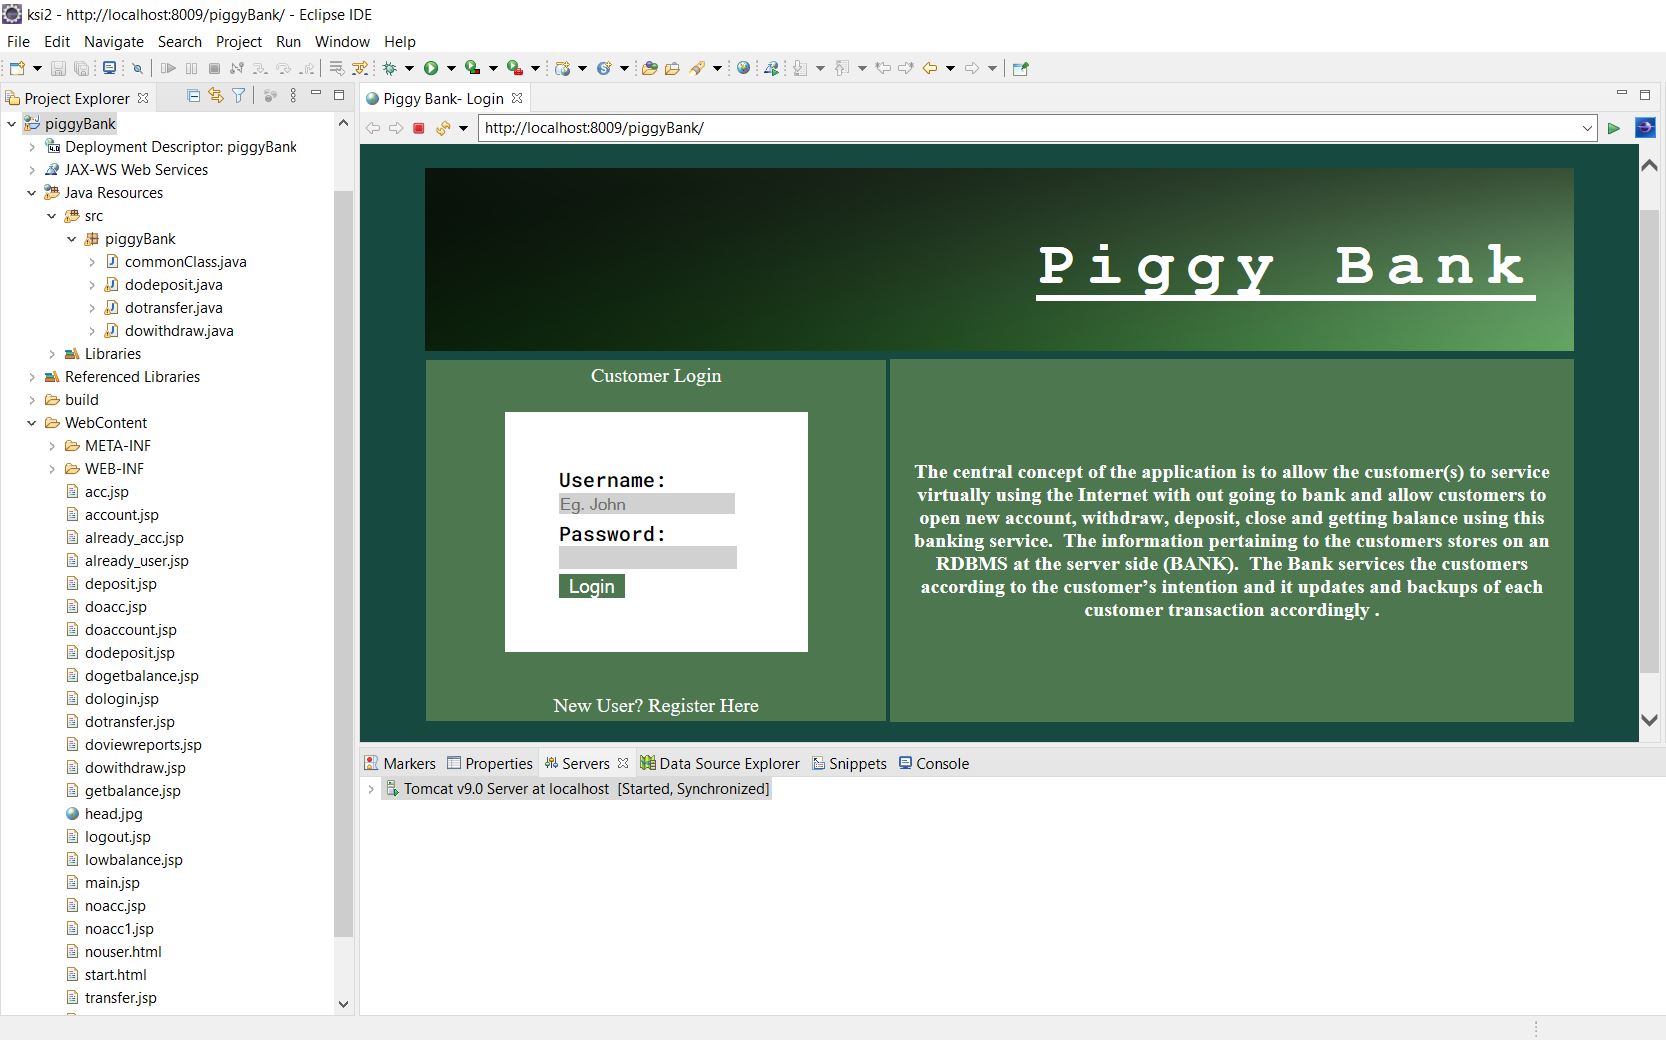 ksi2 - http://localhost:8009/piggyBank/ - Eclipse IDE
File Edit Navigate Search Project Run Window Help
Project Explorer
piggyBank
Deployment Descriptor: piggyBank
JAX-WS Web Services
Java Resources
src
piggyBank
commonClass.java
dodeposit.java
dotransfer.java
dowithdraw.java
Libraries
Referenced Libraries
build
WebContent
META-INF
WEB-INF
acc.jsp
account.jsp
already_acc.jsp
already_user.jsp
deposit.jsp
doacc.jsp
doaccount.jsp
dodeposit.jsp
dogetbalance.jsp
dologin.jsp
dotransfer.jsp
doviewreports.jsp
dowithdraw.jsp
getbalance.jsp
head.jpg
logout.jsp
lowbalance.jsp
main.jsp
noacc.jsp
noacc1.jsp
nouser.html
start.html
transfer.jsp
Piggy Bank- Login
http://localhost:8009/piggyBank/
Piggy Bank
Customer Login
Username:
Eg. John
Password:
Login
New User? Register Here
The central concept of the application is to allow the customer(s) to service
virtually using the Internet with out going to bank and allow customers to
open new account, withdraw, deposit, close and getting balance using this
banking service. The information pertaining to the customers stores on an
RDBMS at the server side (BANK). The Bank services the customers
according to the customer’s intention and it updates and backups of each
customer transaction accordingly .
Markers Properties Servers Data Source Explorer Snippets Console
Tomcat v9.0 Server at localhost [Started, Synchronized]